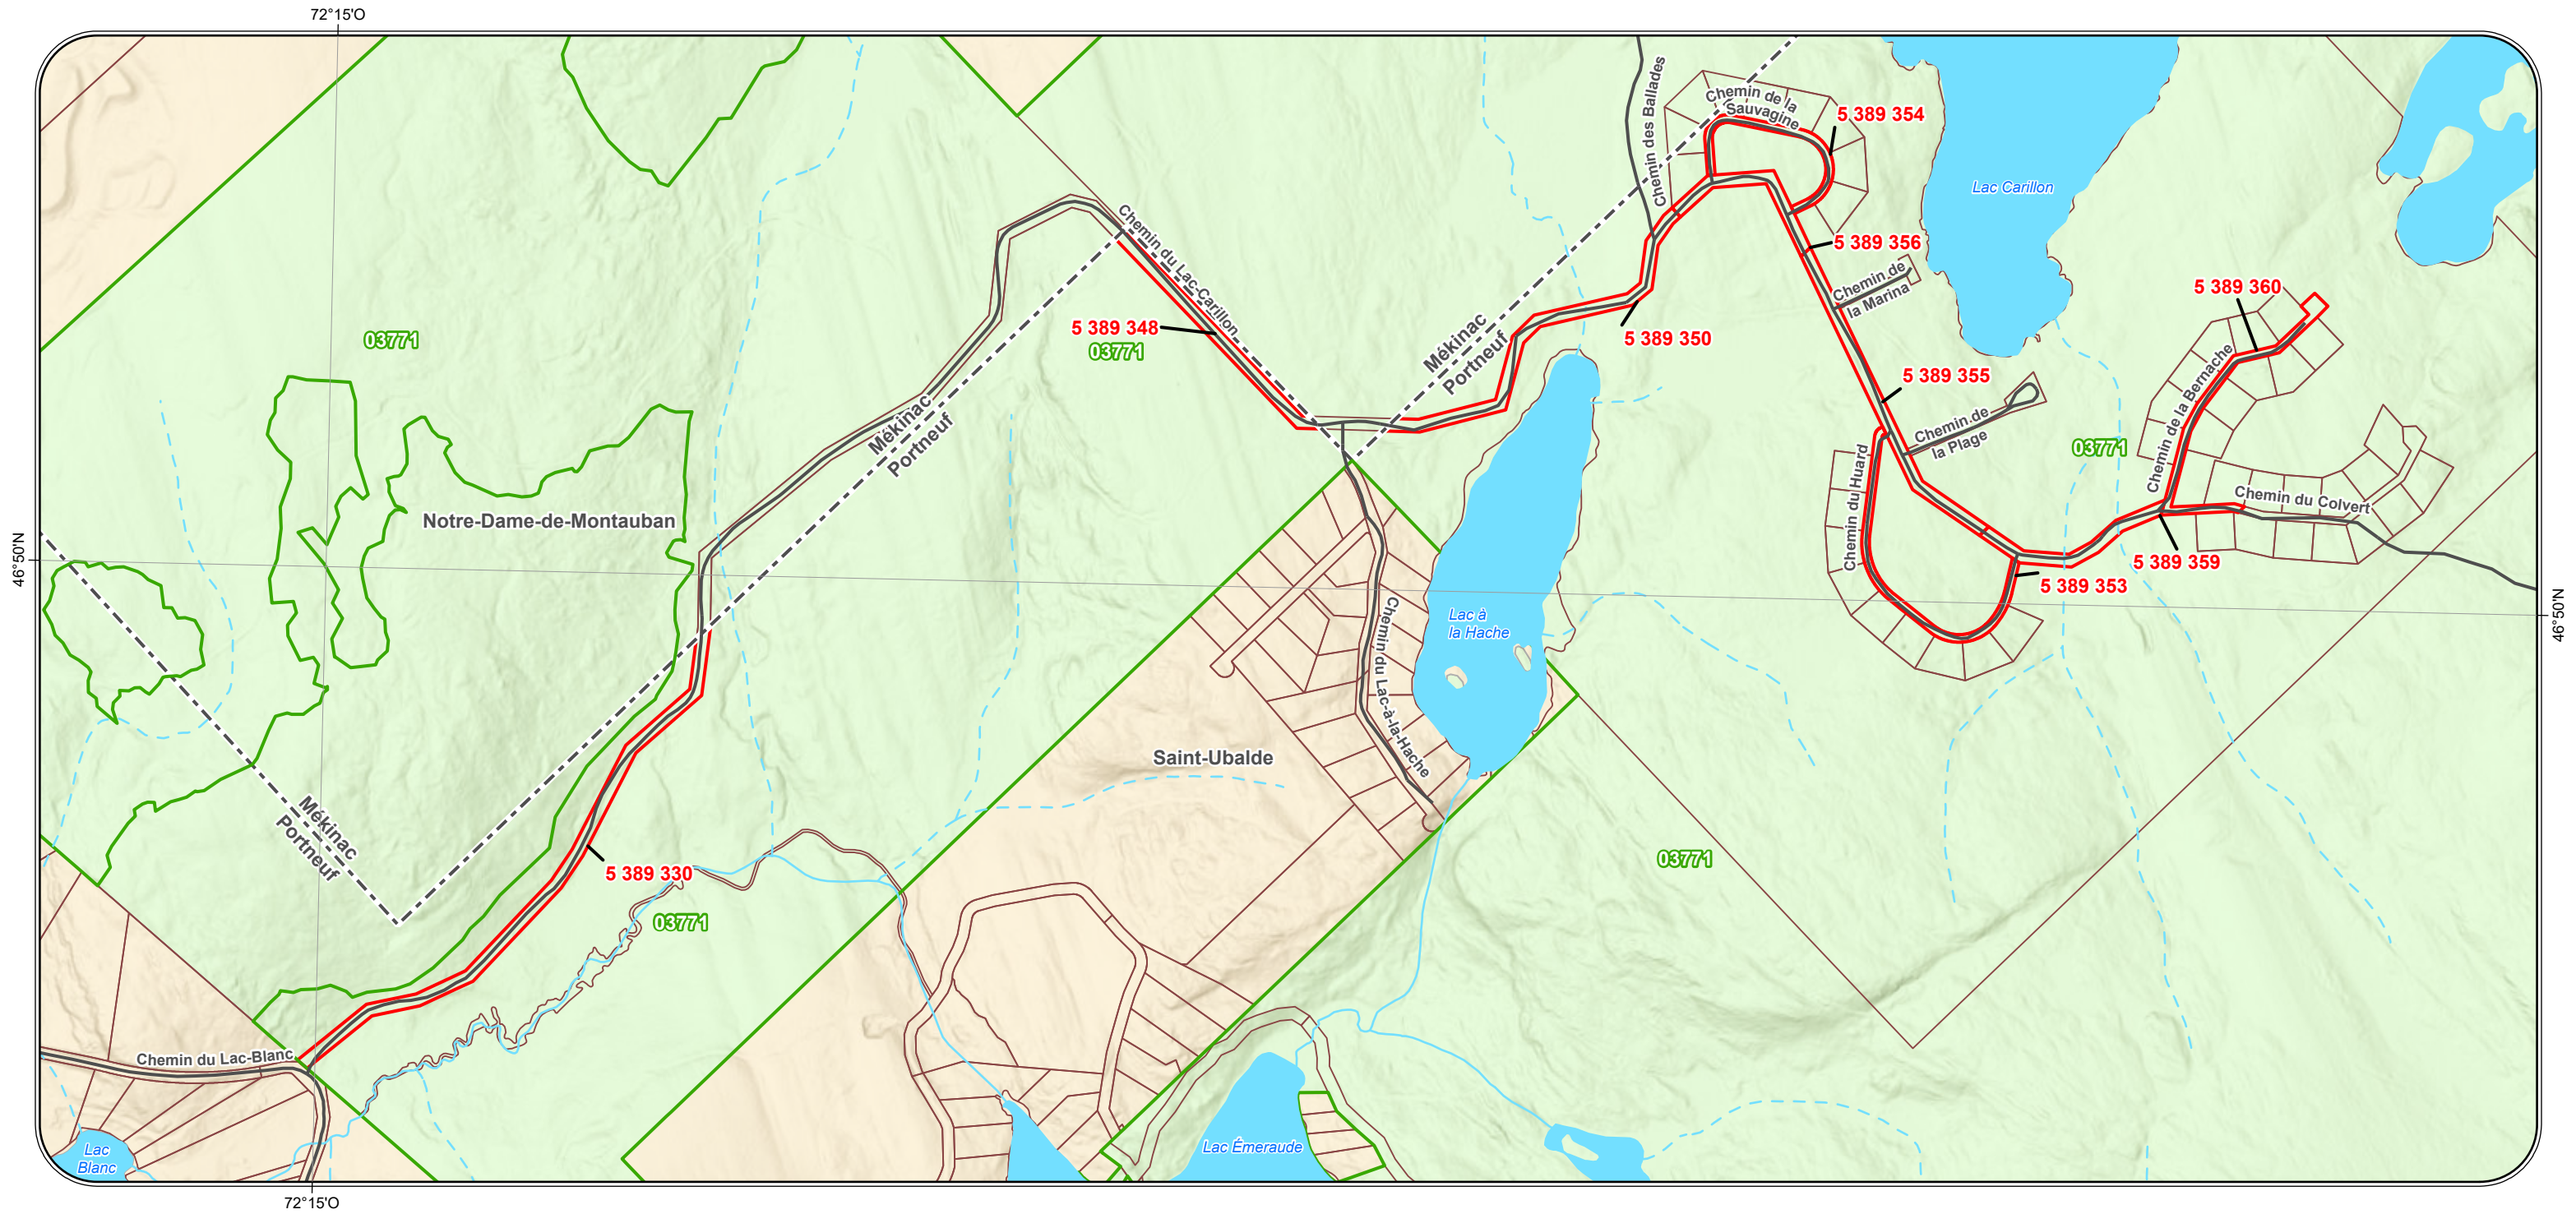 72°15'O
Chemin des Ballades
Chemin de la
Sauvagine
5 389 354
Lac Carillon
Chemin du Lac-Carillon
5 389 356
Chemin de
la Marina
5 389 360
03771
5 389 348
03771
Mékinac
Portneuf
5 389 350
5 389 355
Chemin de la Bernache
Mékinac
Portneuf
Chemin de
la Plage
03771
Chemin du Huard
Chemin du Colvert
Notre-Dame-de-Montauban
46°50'N
5 389 359
5 389 353
46°50'N
Lac à
la Hache
Chemin du Lac-à-la-Hache
Saint-Ubalde
Mékinac
Portneuf
5 389 330
03771
03771
Chemin du Lac-Blanc
Lac
Blanc
Lac Émeraude
72°15'O